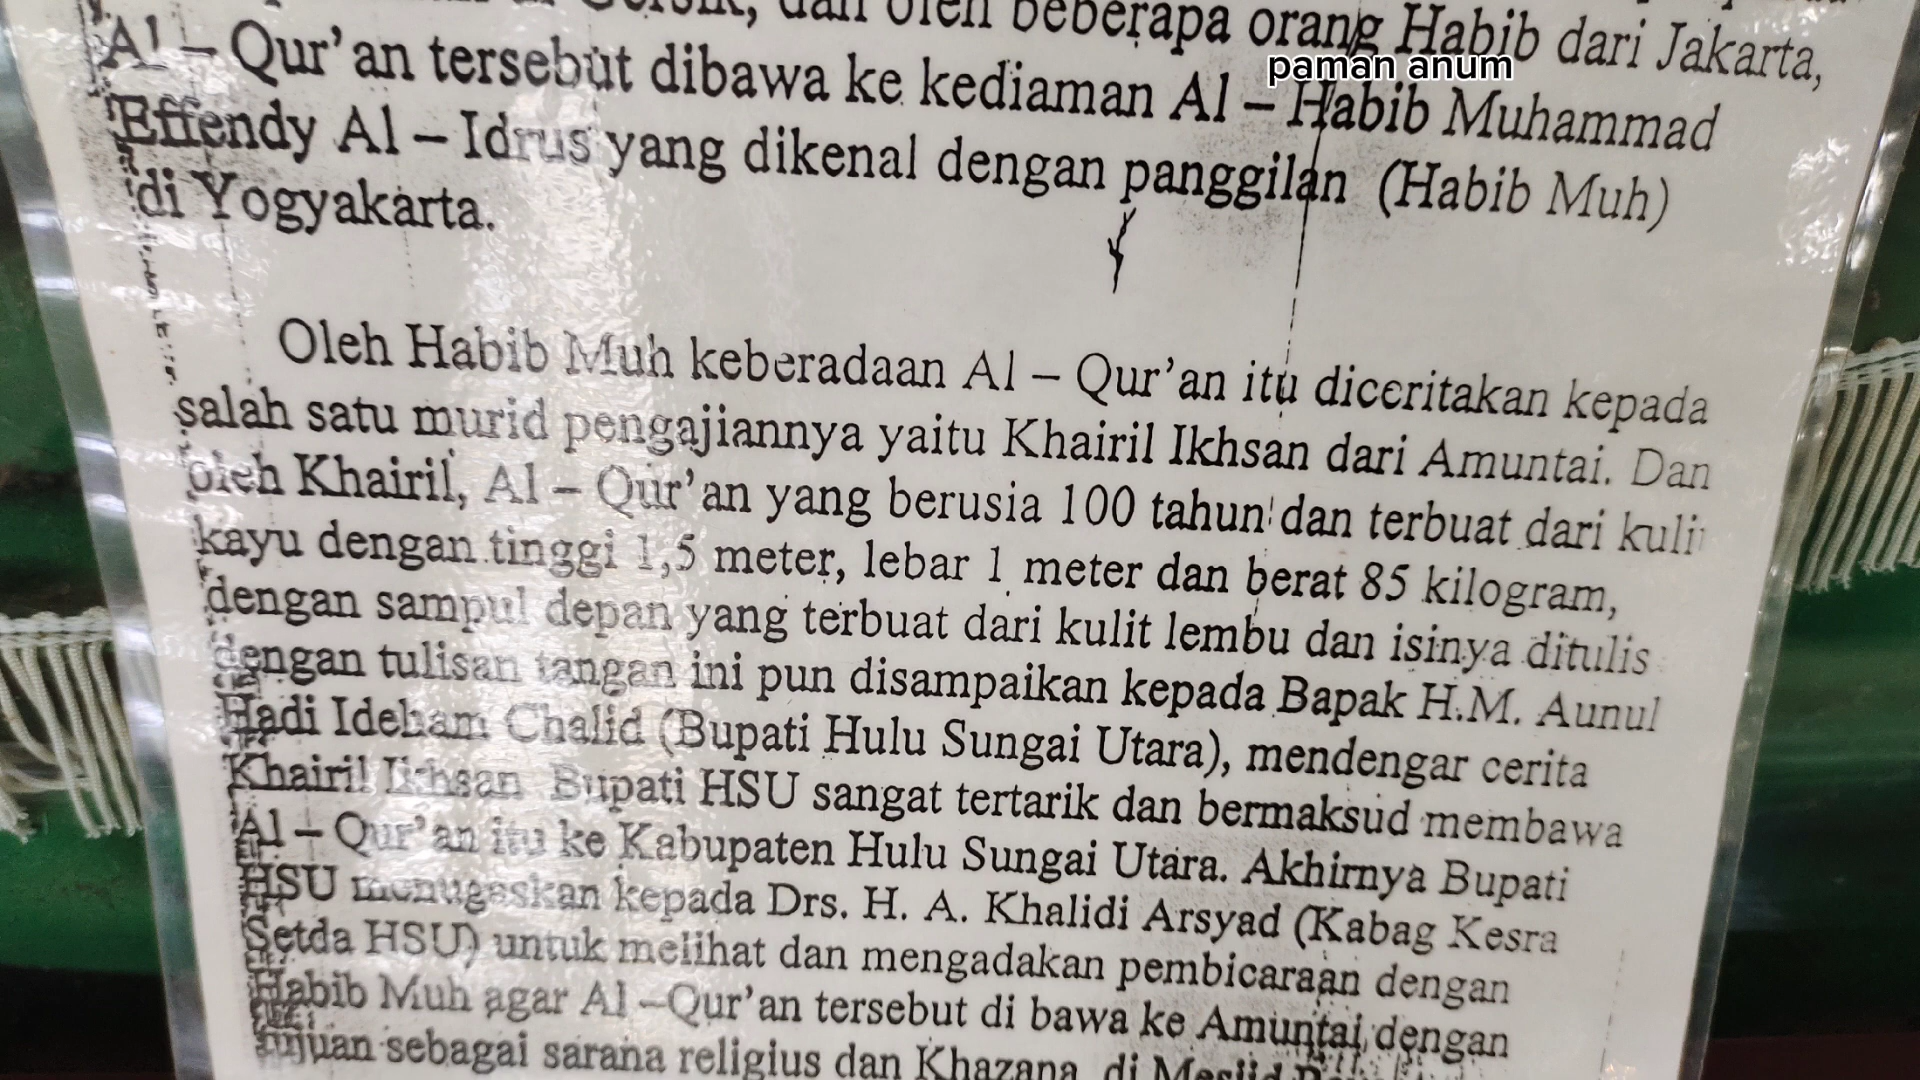 dan oleh beberapa orang Habib dari Jakarta,
paman anum
Al – Qur’an tersebut dibawa ke kediaman Al – Habib Muhammad
Effendy Al – Idrus yang dikenal dengan panggilan (Habib Muh)
di Yogyakarta.
Oleh Habib Muh keberadaan Al – Qur’an itu diceritakan kepada
salah satu murid pengajiannya yaitu Khairil Ikhsan dari Amuntai. Dan
oleh Khairil, Al – Qur’an yang berusia 100 tahun dan terbuat dari kulit
kayu dengan tinggi 1,5 meter, lebar 1 meter dan berat 85 kilogram,
dengan sampul depan yang terbuat dari kulit lembu dan isinya ditulis
dengan tulisan tangan ini pun disampaikan kepada Bapak H.M. Aunul
Hadi Ideham Chalid (Bupati Hulu Sungai Utara), mendengar cerita
Khairil Ikhsan Bupati HSU sangat tertarik dan bermaksud membawa
Al – Qur’an itu ke Kabupaten Hulu Sungai Utara. Akhirnya Bupati
HSU menugaskan kepada Drs. H. A. Khalidi Arsyad (Kabag Kesra
Setda HSU) untuk melihat dan mengadakan pembicaraan dengan
Habib Muh agar Al –Qur’an tersebut di bawa ke Amuntai dengan
tujuan sebagai sarana religius dan Khazana di Mesjid